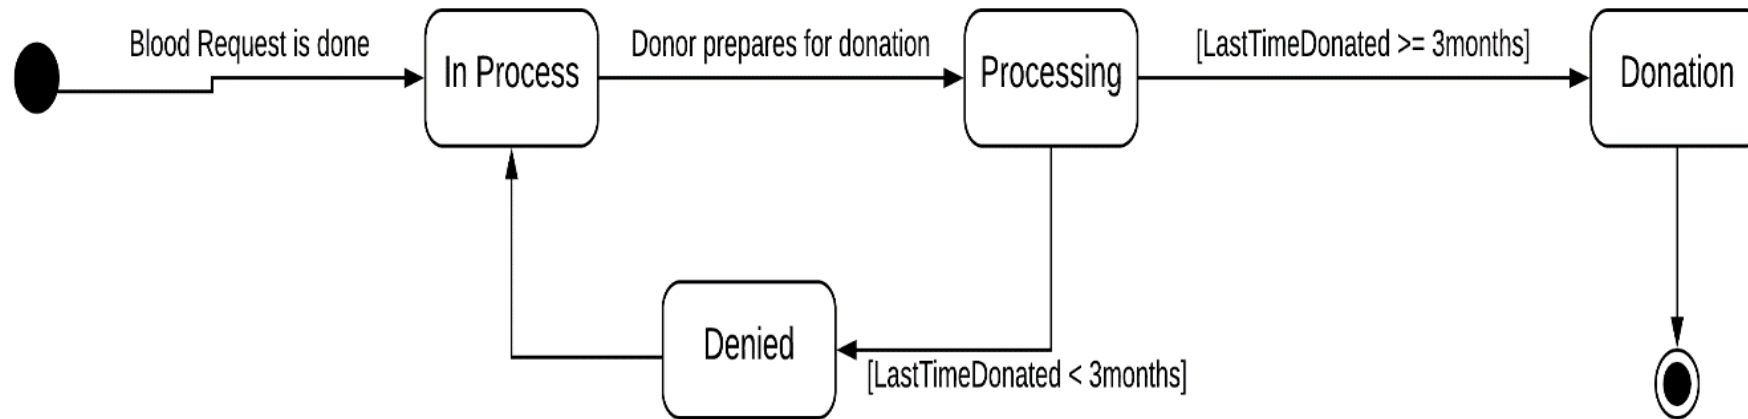 Blood Request is done
In Process
Donor prepares for donation
Processing
[LastTimeDonated >= 3months]
Donation
Denied
[LastTimeDonated < 3months]